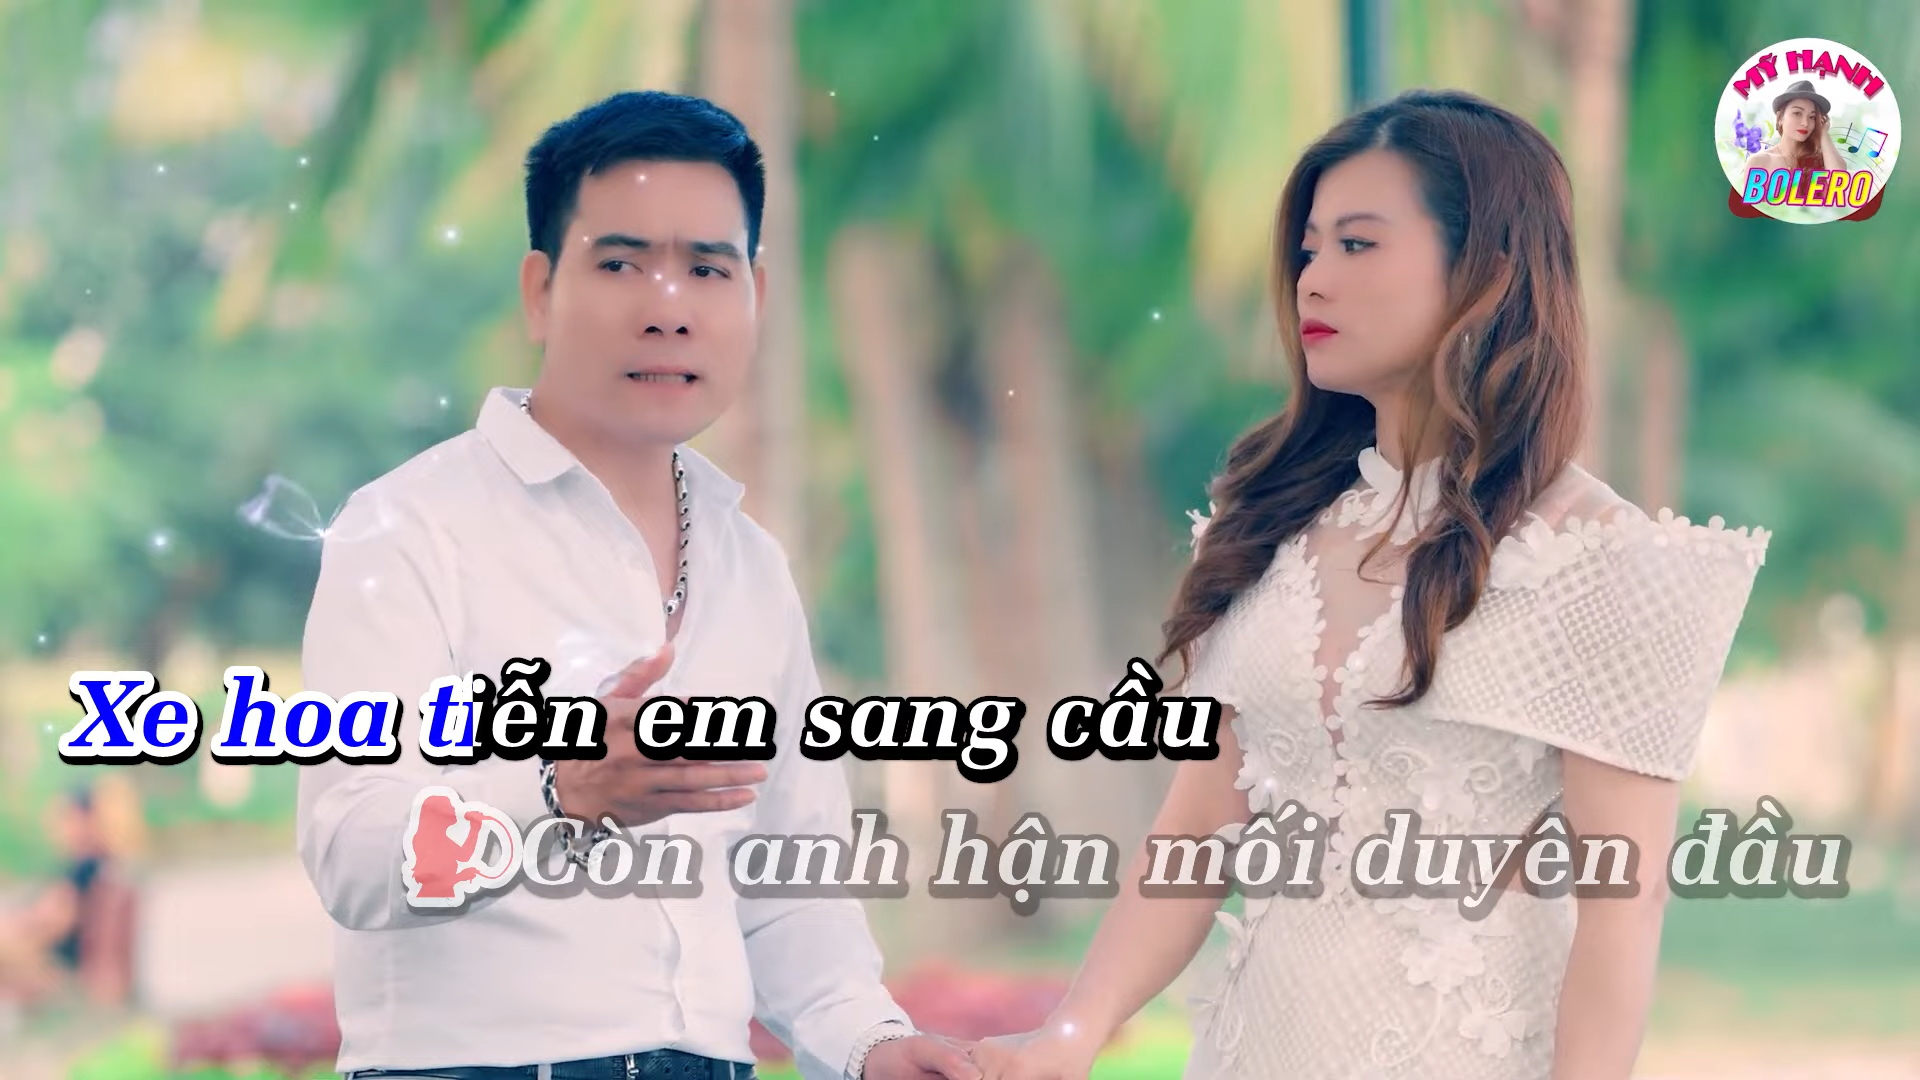 MỸ HẠNH
BOLERO
Xe hoa tiễn em sang cầu
Còn anh hận mối duyên đầu